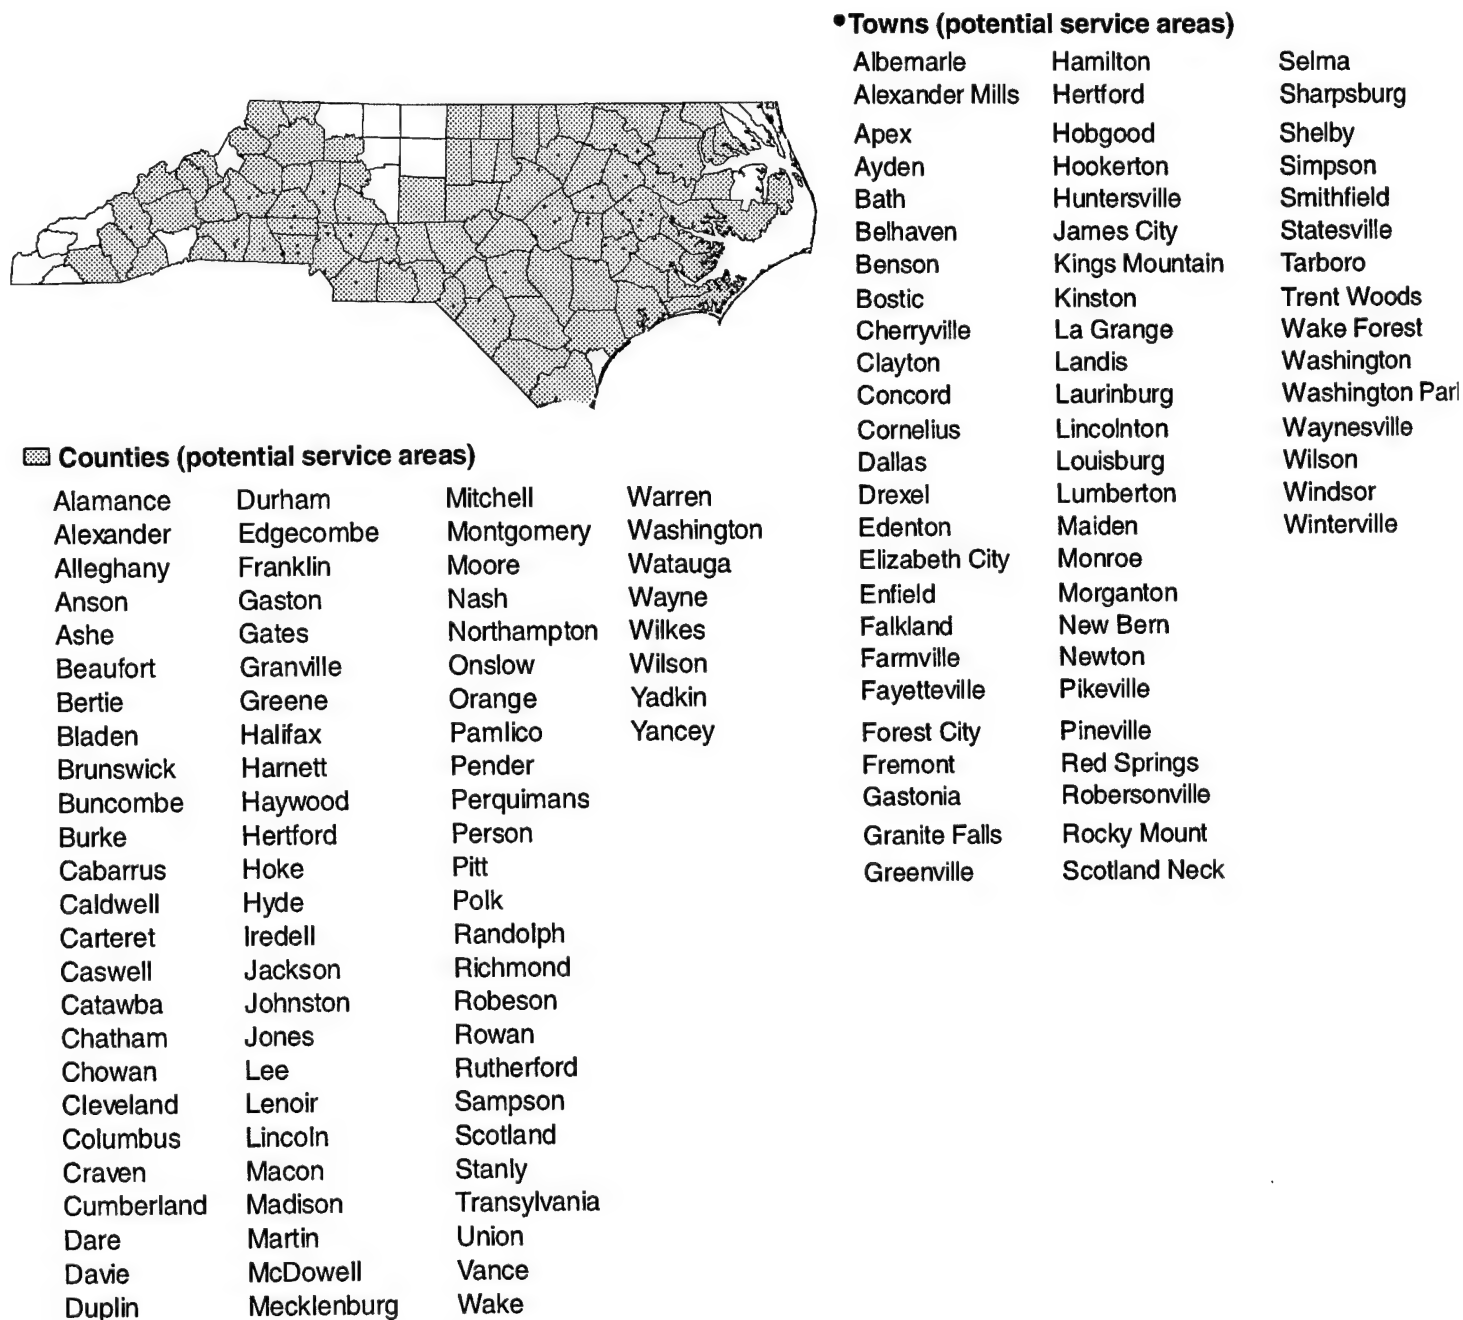 •Towns (potential service areas)
Albemarle Hamilton Selma
Alexander Mills Hertford Sharpsburg
Apex Hobgood Shelby
Ayden Hookerton Simpson
Bath Huntersville Smithfield
Belhaven James City Statesville
Benson Kings Mountain Tarboro
Bostic Kinston Trent Woods
Cherryville La Grange Wake Forest
Clayton Landis Washington
Concord Laurinburg Washington Park
Cornelius Lincolnton Waynesville
Dallas Louisburg Wilson
Drexel Lumberton Windsor
Edenton Maiden Winterville
Elizabeth City Monroe
Enfield Morganton
Falkland New Bern
Farmville Newton
Fayetteville Pikeville
Forest City Pineville
Fremont Red Springs
Gastonia Robersonville
Granite Falls Rocky Mount
Greenville Scotland Neck
Counties (potential service areas)
Alamance Durham Mitchell Warren
Alexander Edgecombe Montgomery Washington
Alleghany Franklin Moore Watauga
Anson Gaston Nash Wayne
Ashe Gates Northampton Wilkes
Beaufort Granville Onslow Wilson
Bertie Greene Orange Yadkin
Bladen Halifax Pamlico Yancey
Brunswick Harnett Pender
Buncombe Haywood Perquimans
Burke Hertford Person
Cabarrus Hoke Pitt
Caldwell Hyde Polk
Carteret Iredell Randolph
Caswell Jackson Richmond
Catawba Johnston Robeson
Chatham Jones Rowan
Chowan Lee Rutherford
Cleveland Lenoir Sampson
Columbus Lincoln Scotland
Craven Macon Stanly
Cumberland Madison Transylvania
Dare Martin Union
Davie McDowell Vance
Duplin Mecklenburg Wake